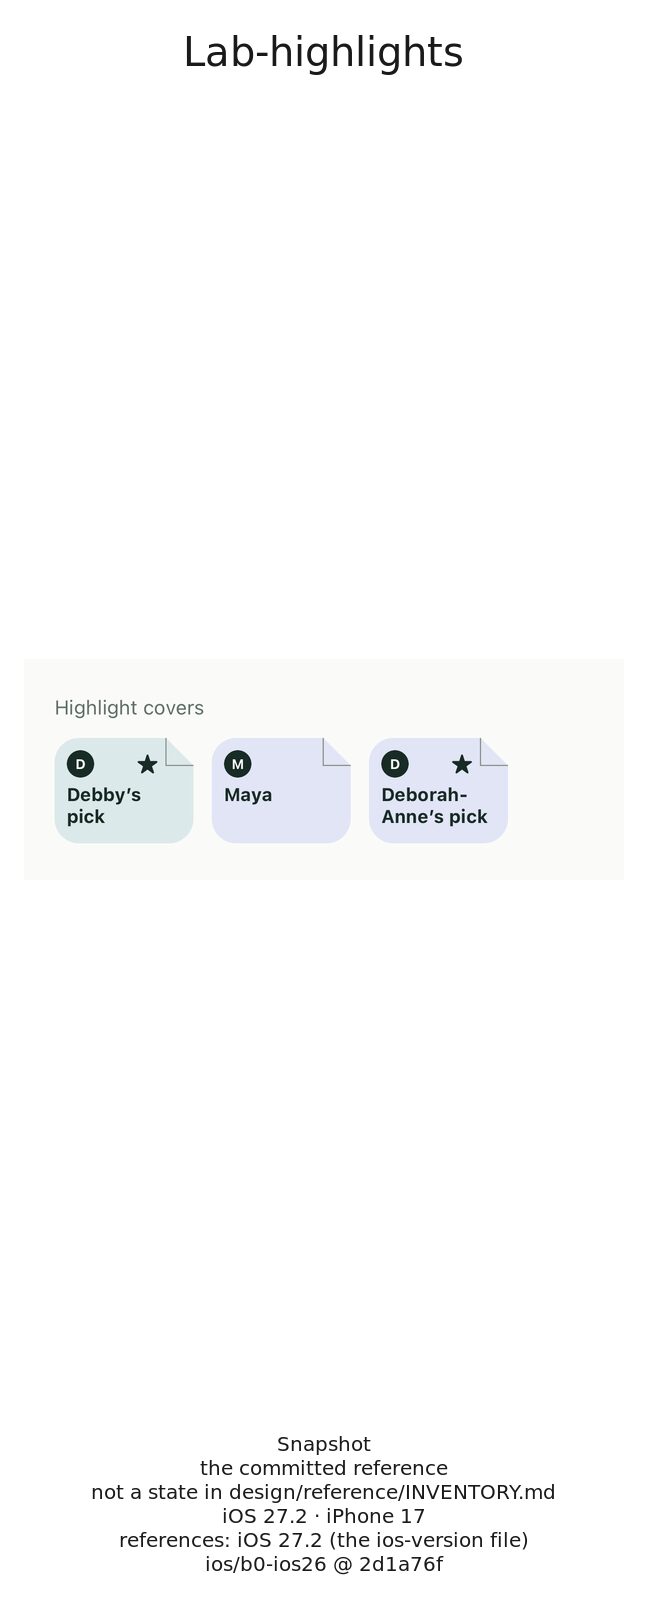 Lab-highlights
Highlight covers
D
Debby’s
pick
M
Maya
D
Deborah-
Anne’s pick
Snapshot
the committed reference
not a state in design/reference/INVENTORY.md
iOS 27.2 · iPhone 17
references: iOS 27.2 (the ios-version file)
ios/b0-ios26 @ 2d1a76f